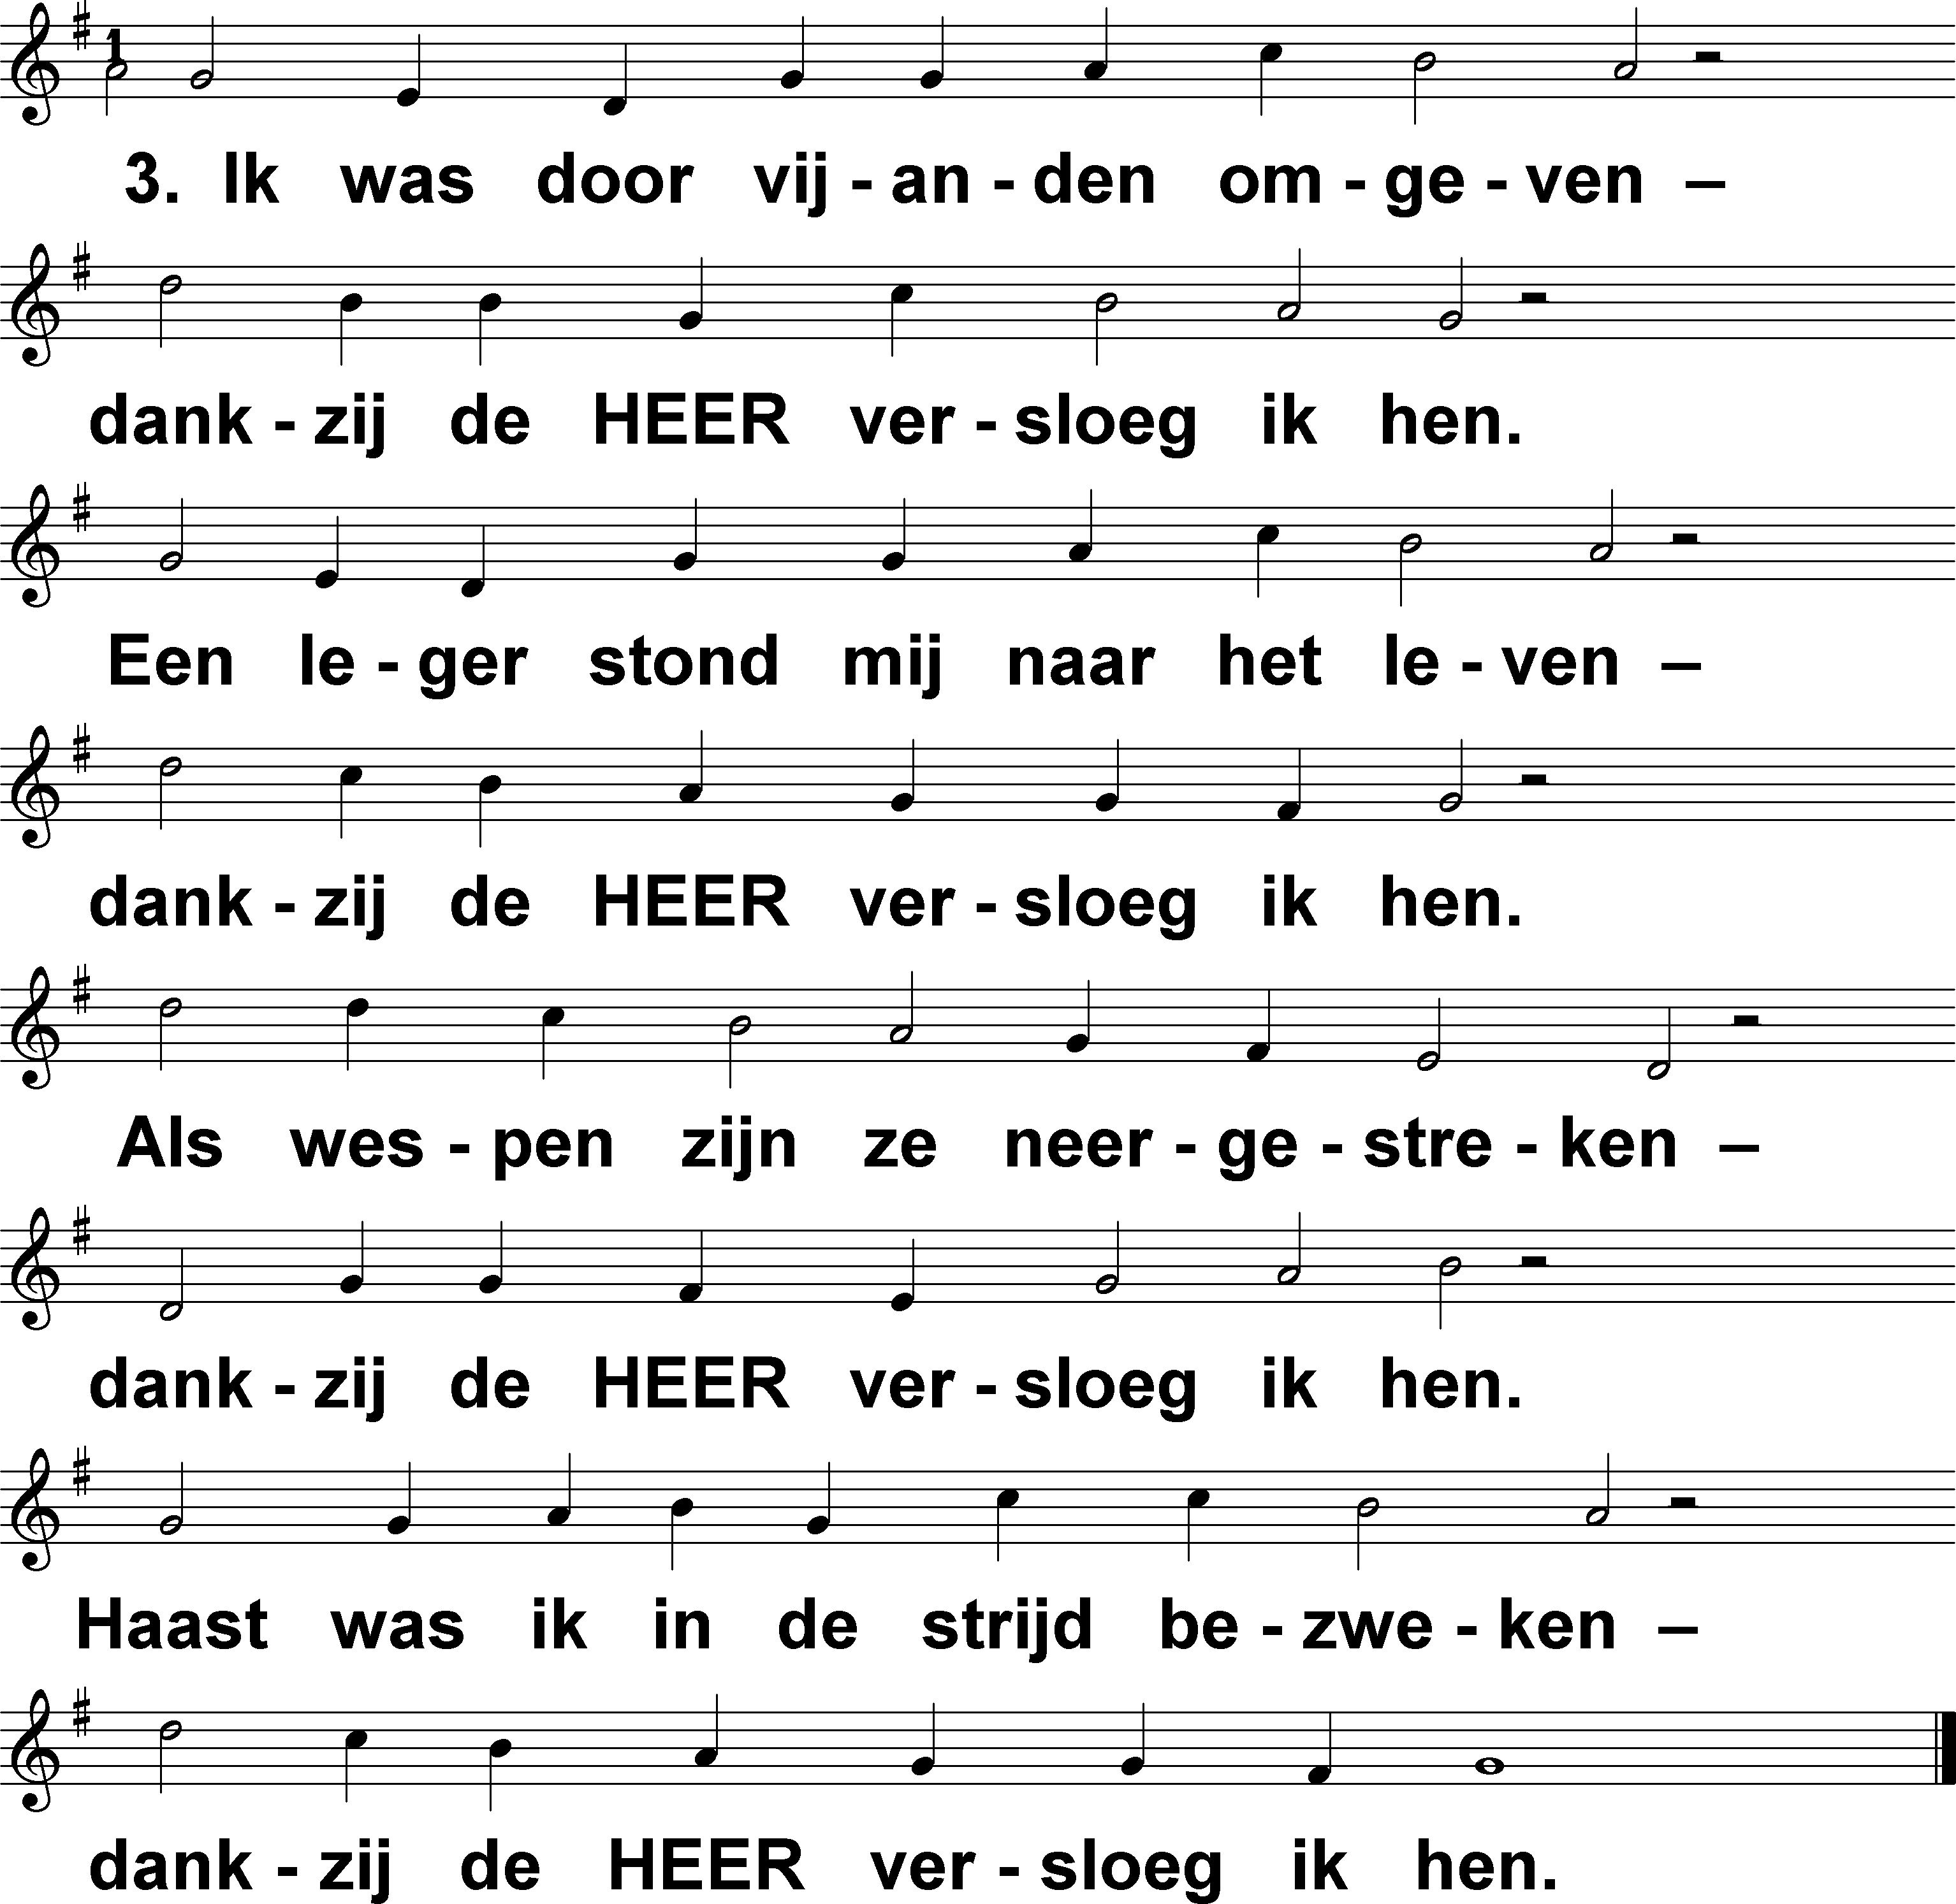 1
3. Ik was door vij - an - den om - ge - ven –
dank - zij de HEER ver - sloeg ik hen.
Een le - ger stond mij naar het le - ven –
dank - zij de HEER ver - sloeg ik hen.
Als wes - pen zijn ze neer - ge - stre - ken –
dank - zij de HEER ver - sloeg ik hen.
Haast was ik in de strijd be - zwe - ken –
dank - zij de HEER ver - sloeg ik hen.